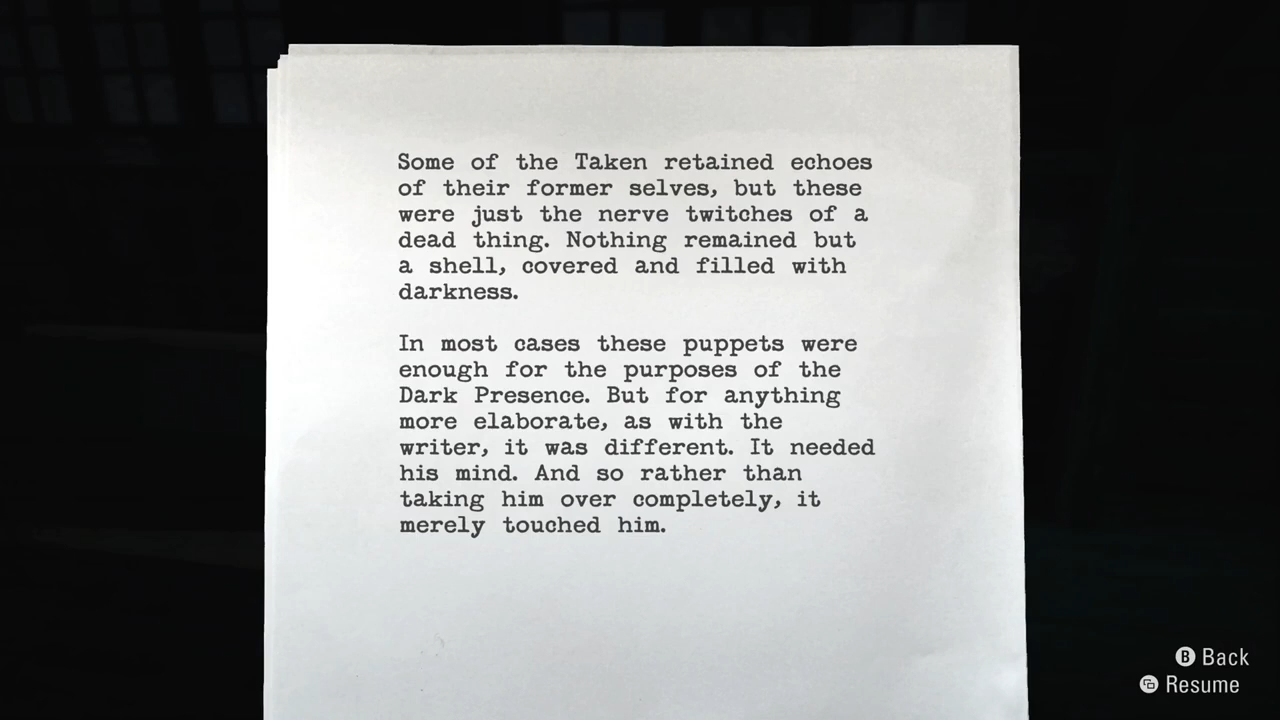 Some of the Taken retained echoes
of their former selves, but these
were just the nerve twitches of a
dead thing. Nothing remained but
a shell, covered and filled with
darkness.
In most cases these puppets were
enough for the purposes of the
Dark Presence. But for anything
more elaborate, as with the
writer, it was different. It needed
his mind. And so rather than
taking him over completely, it
merely touched him.
B Back
Resume